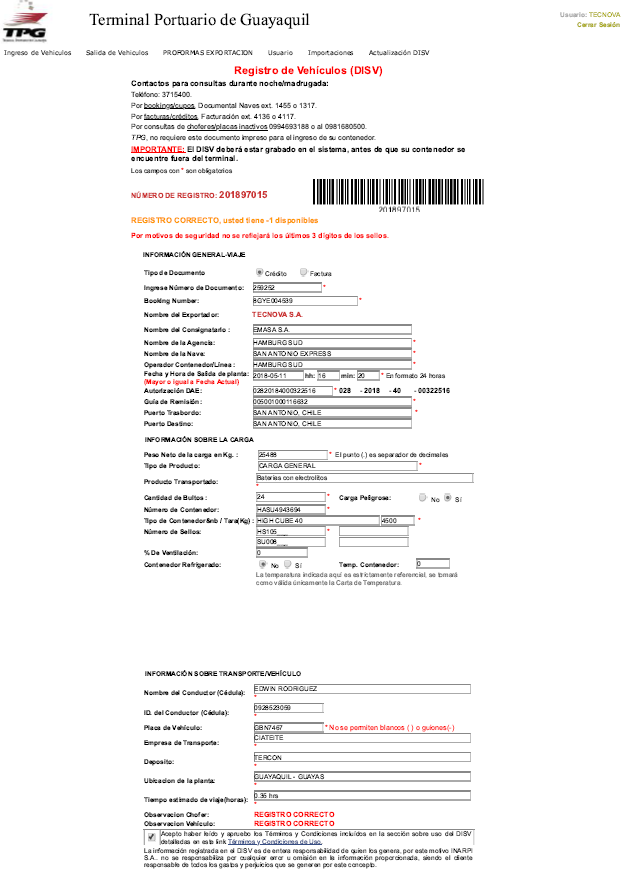 TPG
Terminal Portuario de Guayaquil
Usuario: TECNOVA
Cerrar Sesión
Ingreso de Vehiculos Salida de Vehiculos PROFORMAS EXPORTACION Usuario Importaciones Actualización DISV
Registro de Vehículos (DISV)
Contactos para consultas durante noche/madrugada:
Teléfono: 3715400.
Por bookings/cupos, Documental Naves ext. 1455 o 1317.
Por facturas/créditos, Facturación ext. 4136 o 4117.
Por consultas de choferes/placas inactivos 0994693188 o al 0981680500.
TPG, no requiere este documento impreso para el ingreso de su contenedor.
IMPORTANTE: El DISV deberá estar grabado en el sistema, antes de que su contenedor se
encuentre fuera del terminal.
Los campos con * son obligatorios
NÚMERO DE REGISTRO: 201897015
201897015
REGISTRO CORRECTO, usted tiene -1 disponibles
Por motivos de seguridad no se reflejará los últimos 3 dígitos de los sellos.
INFORMACIÓN GENERAL-VIAJE
Tipo de Documento Crédito Factura
Ingrese Número de Documento: 259252 *
Booking Number: 8GYE004539 *
Nombre del Exportador: TECNOVA S.A.
Nombre del Consignatario : EMASA S.A.
Nombre de la Agencia: HAMBURG SUD *
Nombre de la Nave: SAN ANTONIO EXPRESS *
Operador Contenedor/Línea : HAMBURG SUD *
Fecha y Hora de Salida de planta: 2018-05-11 hh: 16 min: 20 * En formato 24 horas
(Mayor o igual a Fecha Actual)
Autorización DAE: 02820184000322516 * 028 - 2018 - 40 - 00322516
Guía de Remisión : 005001000116632 *
Puerto Trasbordo: SAN ANTONIO, CHILE *
Puerto Destino: SAN ANTONIO, CHILE
INFORMACIÓN SOBRE LA CARGA
Peso Neto de la carga en Kg. : 25488 * El punto (.) es separador de decimales
Tipo de Producto: CARGA GENERAL *
Producto Transportado: Baterias con electrolitos
*
Cantidad de Bultos : 24 * Carga Peligrosa: No Sí
Número de Contenedor: HASU4943694 *
Tipo de Contenedor&nb / Tara(Kg) : HIGH CUBE 40 4500 *
Número de Sellos: HS105___ *
SU008___
% De Ventilación: 0
Contenedor Refrigerado: No Sí Temp. Contenedor: 0
La temparatura indicada aquí es estrictamente referencial, se tomará
como válida únicamente la Carta de Temperatura.
INFORMACIÓN SOBRE TRANSPORTE/VEHÍCULO
Nombre del Conductor (Cédula): EDWIN RODRIGUEZ
*
ID. del Conductor (Cédula): 0928523059
*
Placa de Vehículo: GBN7467 * No se permiten blancos ( ) o guiones(-)
Empresa de Transporte: CIATEITE
*
Deposito: TERCON
*
Ubicacion de la planta: GUAYAQUIL - GUAYAS
*
Tiempo estimado de viaje(horas): 0.35 hrs
*
Observacion Chofer: REGISTRO CORRECTO
Observacion Vehículo: REGISTRO CORRECTO
Acepto haber leído y apruebo los Términos y Condiciones incluídos en la sección sobre uso del DISV
detalladas en este link Términos y Condiciones de Uso.
La información registrada en el DISV es de entera responsabilidad de quien los genera, por este motivo INARPI
S.A.. no se responsabiliza por cualquier error u omisión en la información proporcionada, siendo el cliente
responsable de todos los gastos y perjuicios que se generen por este concepto.